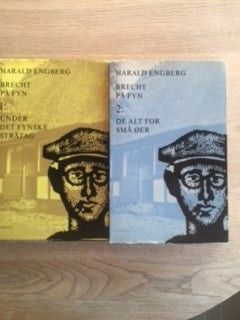 HARALD ENGBERG
BRECHT
PÅ FYN
1:
UNDER
DET FYNSKE
STRÅTAG
HARALD ENGBERG
BRECHT
PÅ FYN
2:
DE ALT FOR
SMÅ ØER